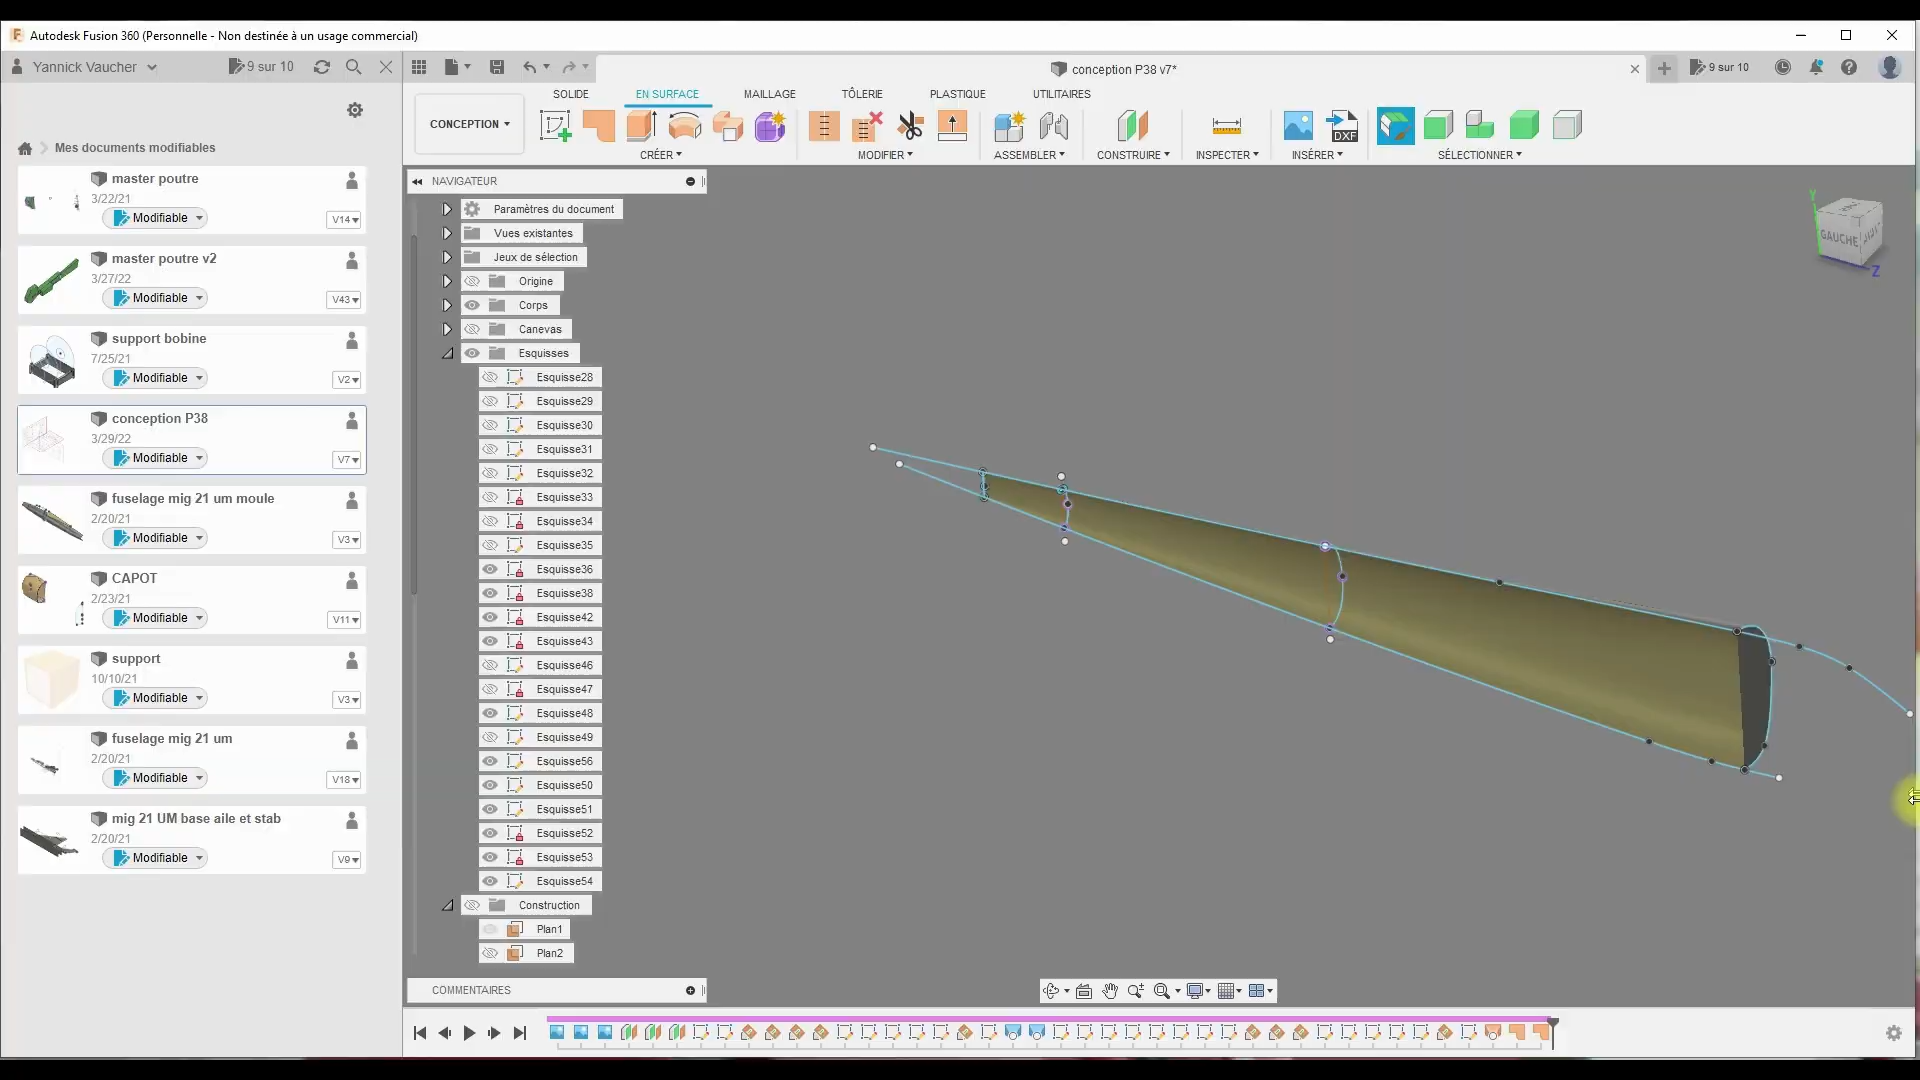 Autodesk Fusion 360 (Personnelle - Non destinée à un usage commercial)
Yannick Vaucher
9 sur 10
conception P38 v7*
9 sur 10
Mes documents modifiables
master poutre
3/22/21
Modifiable
V14
master poutre v2
3/27/22
Modifiable
V43
support bobine
7/25/21
Modifiable
V2
conception P38
3/29/22
Modifiable
V7
fuselage mig 21 um moule
2/20/21
Modifiable
V3
CAPOT
2/23/21
Modifiable
V11
support
10/10/21
Modifiable
V3
fuselage mig 21 um
2/20/21
Modifiable
V18
mig 21 UM base aile et stab
2/20/21
Modifiable
V9
SOLIDE
EN SURFACE
MAILLAGE
TÔLERIE
PLASTIQUE
UTILITAIRES
CONCEPTION
DXF
CRÉER
MODIFIER
ASSEMBLER
CONSTRUIRE
INSPECTER
INSÉRER
SÉLECTIONNER
NAVIGATEUR
Paramètres du document
Vues existantes
Jeux de sélection
Origine
Corps
Canevas
Esquisses
Esquisse28
Esquisse29
Esquisse30
Esquisse31
Esquisse32
Esquisse33
Esquisse34
Esquisse35
Esquisse36
Esquisse38
Esquisse42
Esquisse43
Esquisse46
Esquisse47
Esquisse48
Esquisse49
Esquisse56
Esquisse50
Esquisse51
Esquisse52
Esquisse53
Esquisse54
Construction
Plan1
Plan2
COMMENTAIRES
Y
GAUCHE
Z